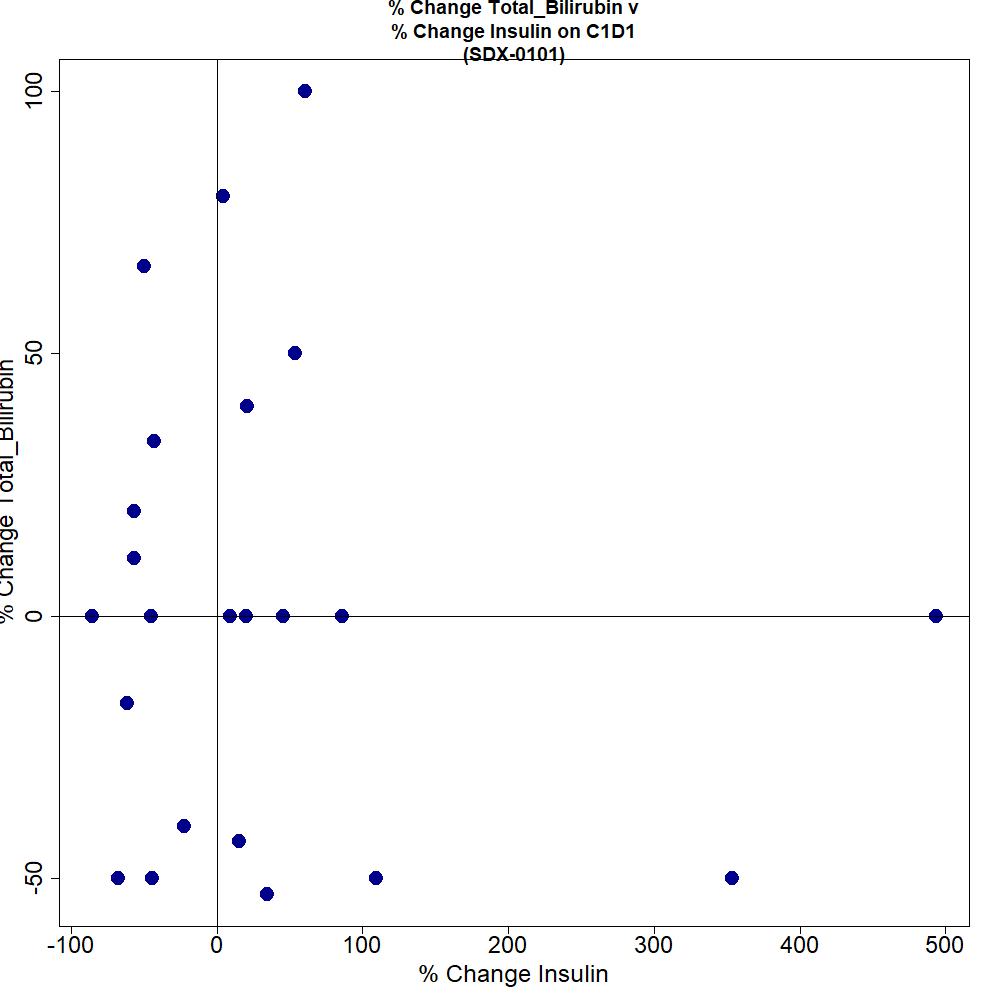 % Change Total_Bilirubin v
% Change Insulin on C1D1
(SDX-0101)
100
50
0
-50
% Change Total_Bilirubin
-100
0
100
200
300
400
500
% Change Insulin